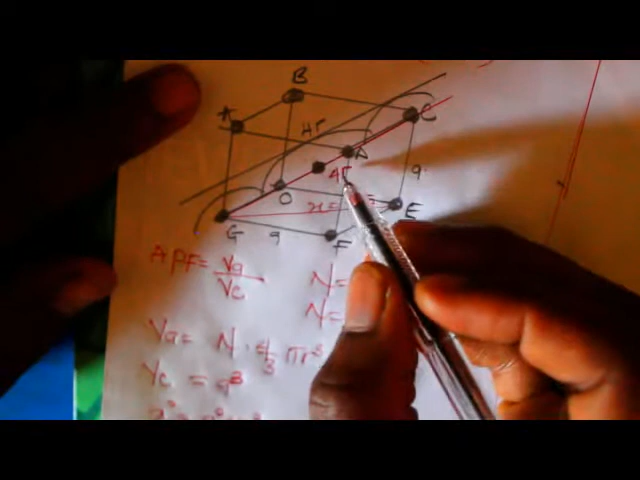 B
A
C
4r
D
4r
a
O
x=
E
G
a
F
APF= Va
Vc
N=
N=
Va= N·4/3 πr³
Vc = a³